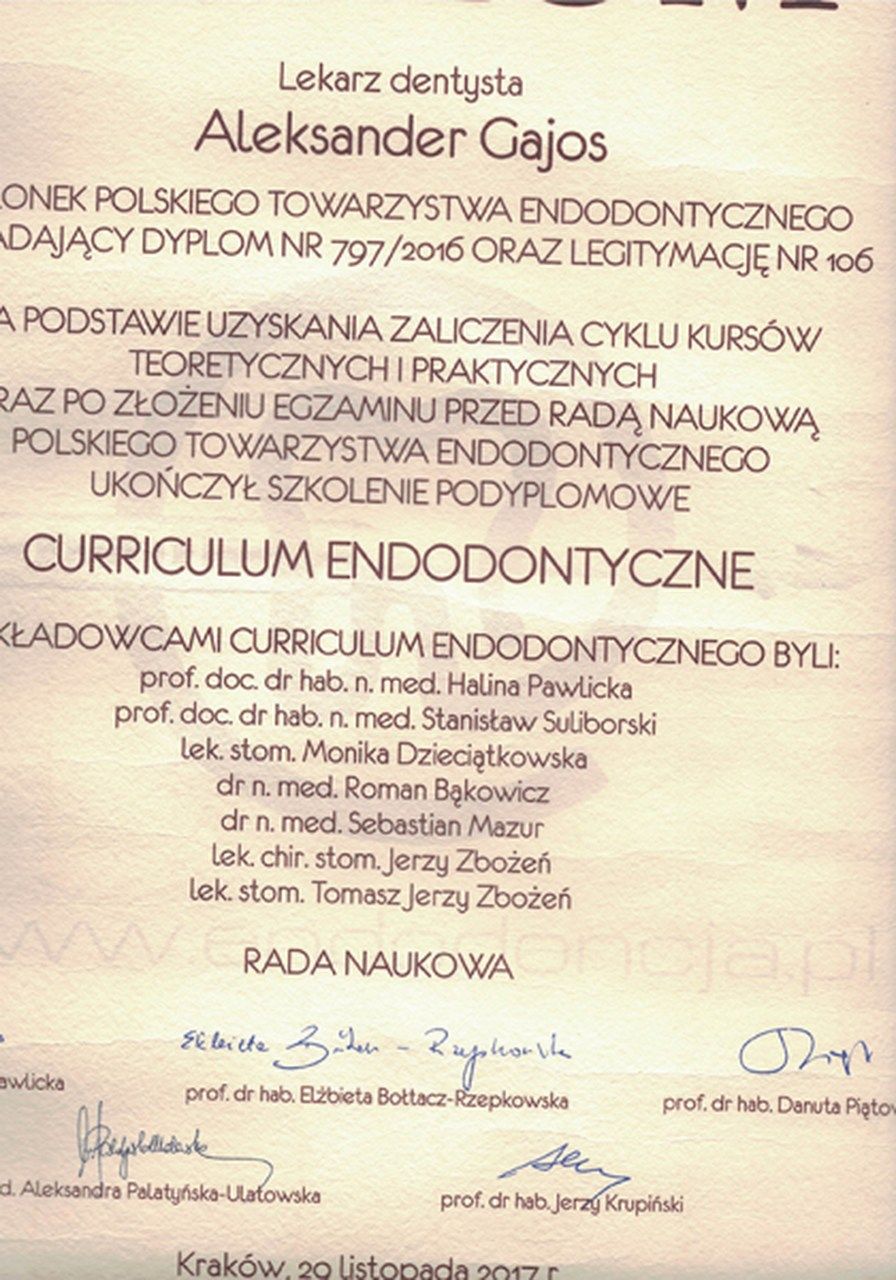 Lekarz dentysta
Aleksander Gajos
LONEK POLSKIEGO TOWARZYSTWA ENDODONTYCZNEGO
ADAJĄCY DYPLOM NR 797/2016 ORAZ LEGITYMACJĘ NR 106
A PODSTAWIE UZYSKANIA ZALICZENIA CYKLU KURSÓW
TEORETYCZNYCH I PRAKTYCZNYCH
RAZ PO ZŁOŻENIU EGZAMINU PRZED RADĄ NAUKOWĄ
POLSKIEGO TOWARZYSTWA ENDODONTYCZNEGO
UKOŃCZYŁ SZKOLENIE PODYPLOMOWE
CURRICULUM ENDODONTYCZNE
KŁADOWCAMI CURRICULUM ENDODONTYCZNEGO BYLI:
prof. doc. dr hab. n. med. Halina Pawlicka
prof. doc. dr hab. n. med. Stanisław Suliborski
lek. stom. Monika Dzieciątkowska
dr n. med. Roman Bąkowicz
dr n. med. Sebastian Mazur
lek. chir. stom. Jerzy Zbożeń
lek. stom. Tomasz Jerzy Zbożeń
www.endodoncja.pl
RADA NAUKOWA
awlicka
prof. dr hab. Elżbieta Bołtacz-Rzepkowska
prof. dr hab. Danuta Piątow
d. Aleksandra Palatyńska-Ulatowska
prof. dr hab. Jerzy Krupiński
Kraków, 29 listopada 2017 r.